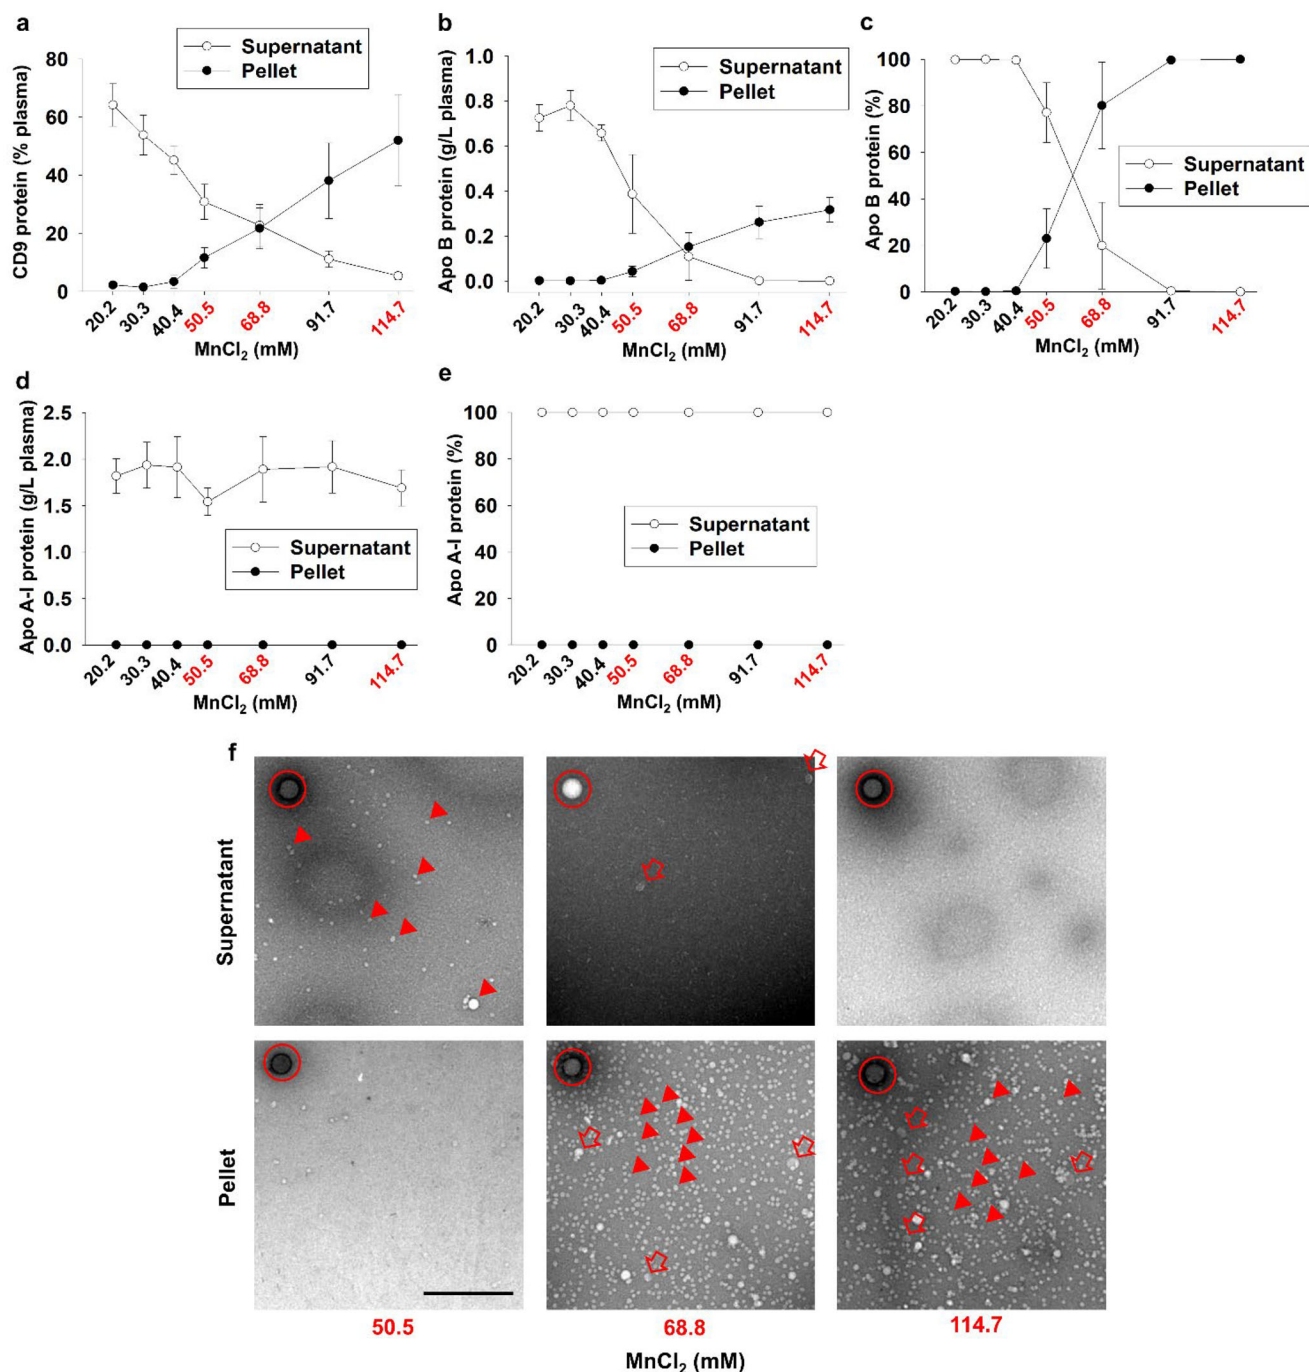 a
Supernatant
Pellet
CD9 protein (% plasma)
80
60
40
20
0
20.2
30.3
40.4
50.5
68.8
91.7
114.7
MnCl₂ (mM)
b
Supernatant
Pellet
Apo B protein (g/L plasma)
1.0
0.8
0.6
0.4
0.2
0.0
20.2
30.3
40.4
50.5
68.8
91.7
114.7
MnCl₂ (mM)
c
Supernatant
Pellet
Apo B protein (%)
100
80
60
40
20
0
20.2
30.3
40.4
50.5
68.8
91.7
114.7
MnCl₂ (mM)
d
Supernatant
Pellet
Apo A-I protein (g/L plasma)
2.5
2.0
1.5
1.0
0.5
0.0
20.2
30.3
40.4
50.5
68.8
91.7
114.7
MnCl₂ (mM)
e
Supernatant
Pellet
Apo A-I protein (%)
100
80
60
40
20
0
20.2
30.3
40.4
50.5
68.8
91.7
114.7
MnCl₂ (mM)
f
Supernatant
Pellet
50.5
68.8
114.7
MnCl₂ (mM)